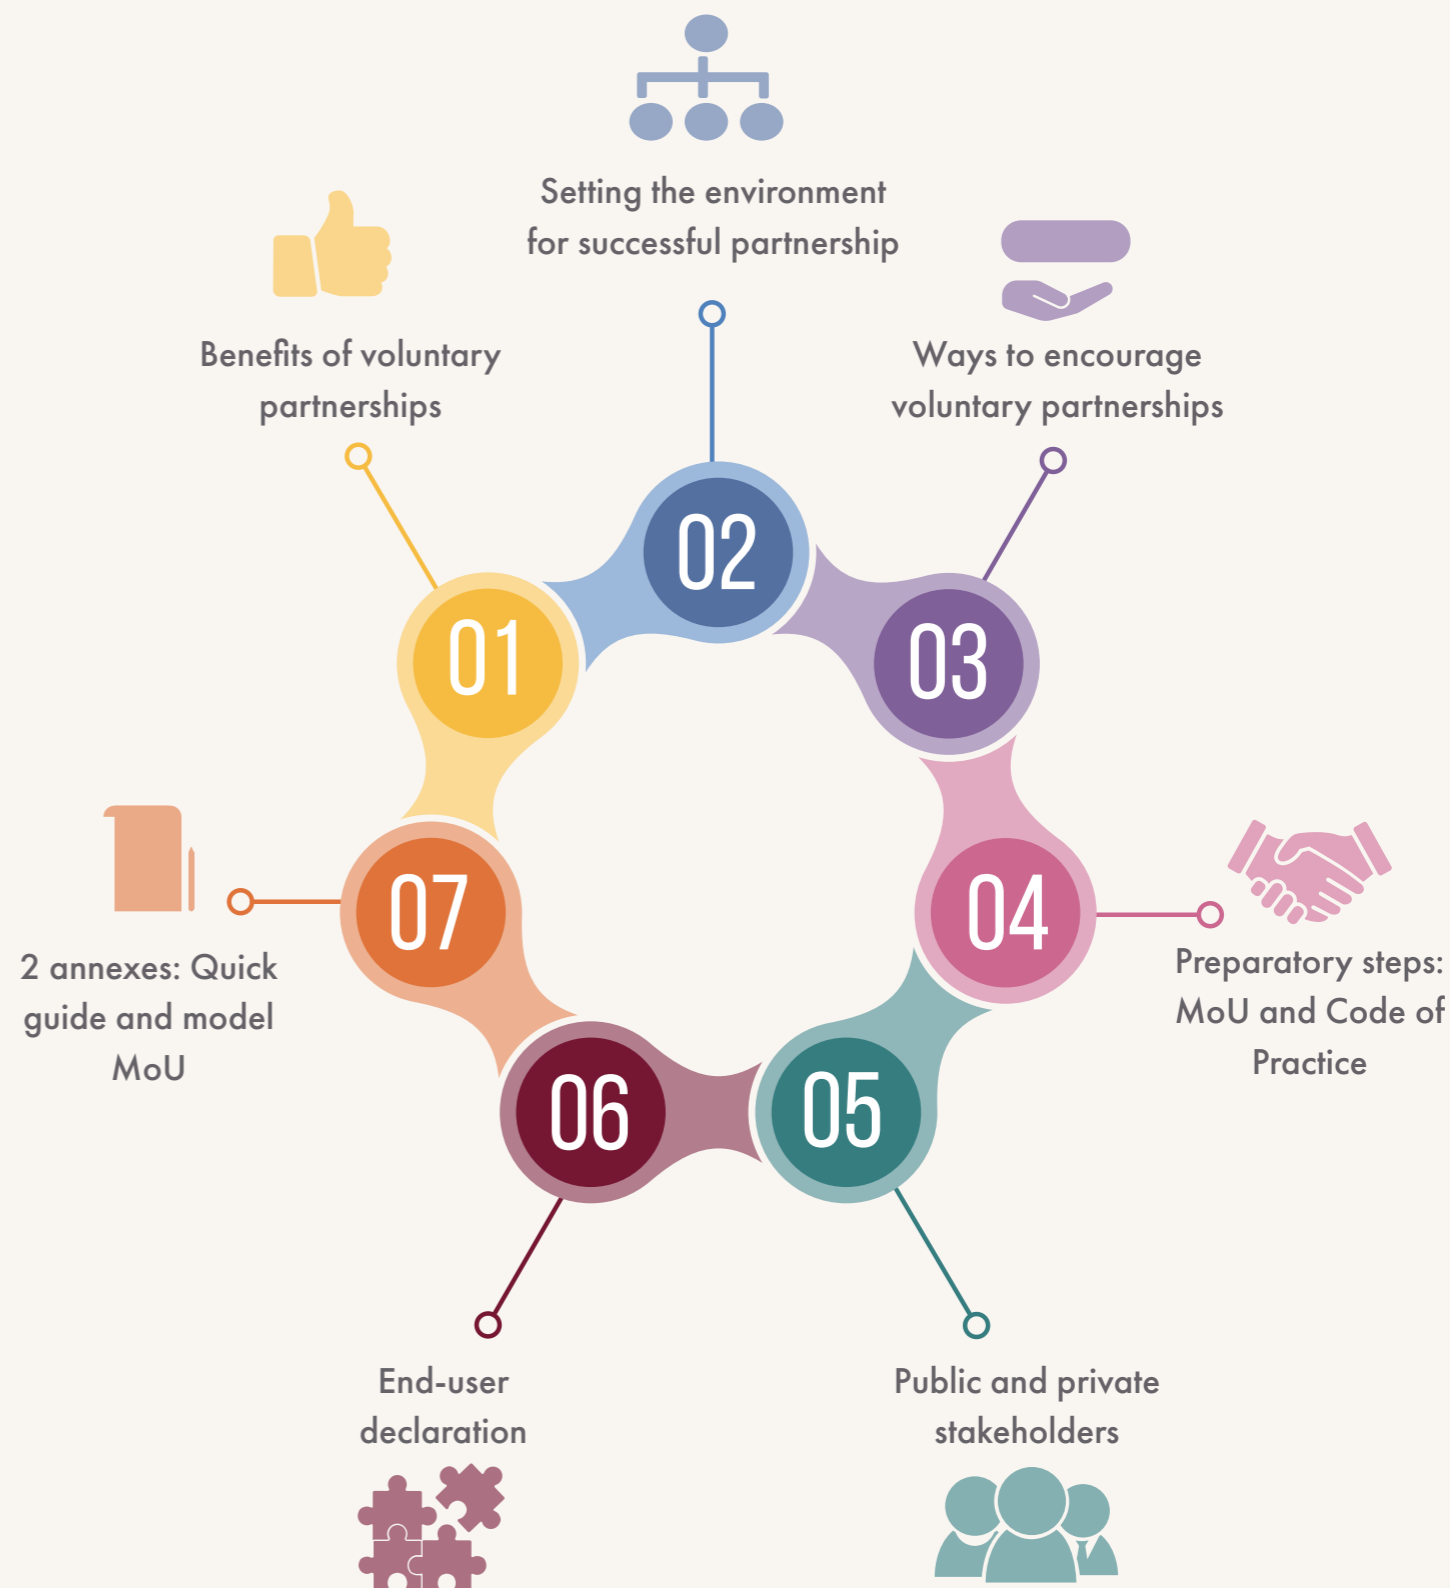 Setting the environment
for successful partnership
Benefits of voluntary
partnerships
Ways to encourage
voluntary partnerships
02
01
03
07
04
2 annexes: Quick
guide and model
MoU
Preparatory steps:
MoU and Code of
Practice
06
05
End-user
declaration
Public and private
stakeholders